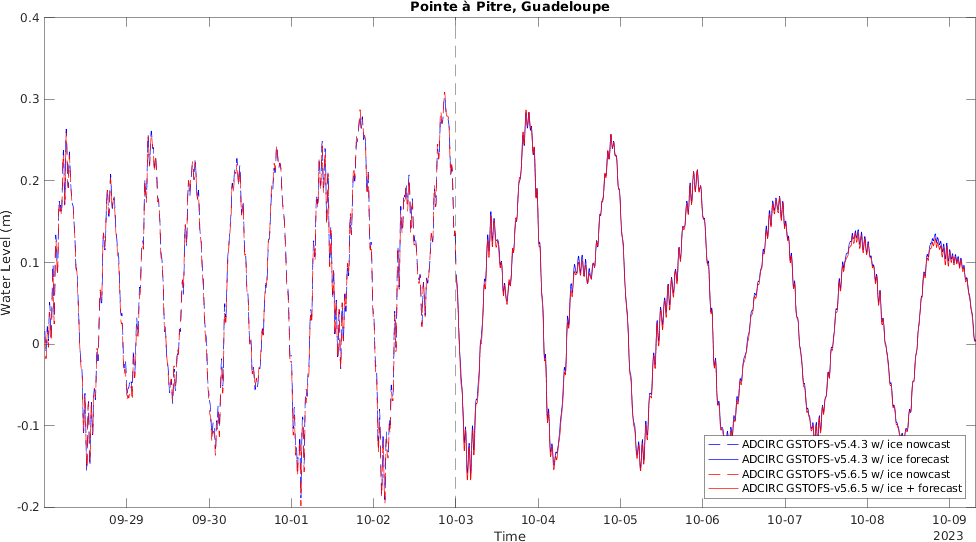 Pointe à Pitre, Guadeloupe
0.4
0.3
0.2
0.1
0
-0.1
-0.2
Water Level (m)
ADCIRC GSTOFS-v5.4.3 w/ ice nowcast
ADCIRC GSTOFS-v5.4.3 w/ ice forecast
ADCIRC GSTOFS-v5.6.5 w/ ice nowcast
ADCIRC GSTOFS-v5.6.5 w/ ice + forecast
09-29 09-30 10-01 10-02 10-03 10-04 10-05 10-06 10-07 10-08 10-09
2023
Time